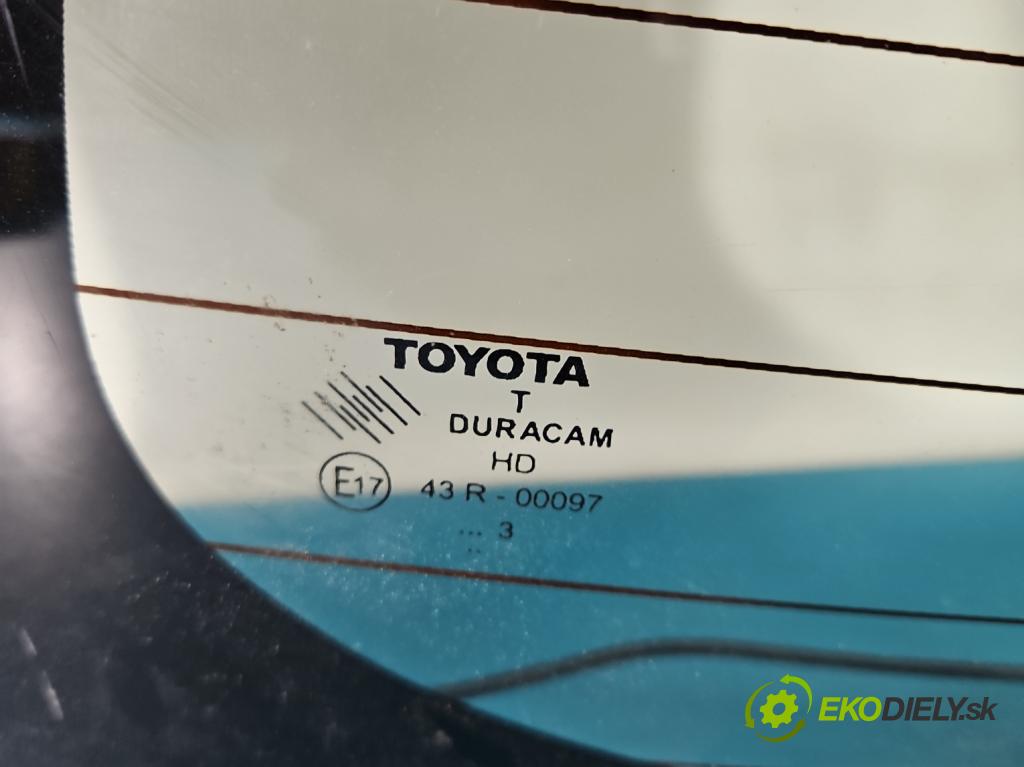 TOYOTA
T
DURACAM
HD
E17 43 R - 00097
... 3
..
EKODIELY.sk